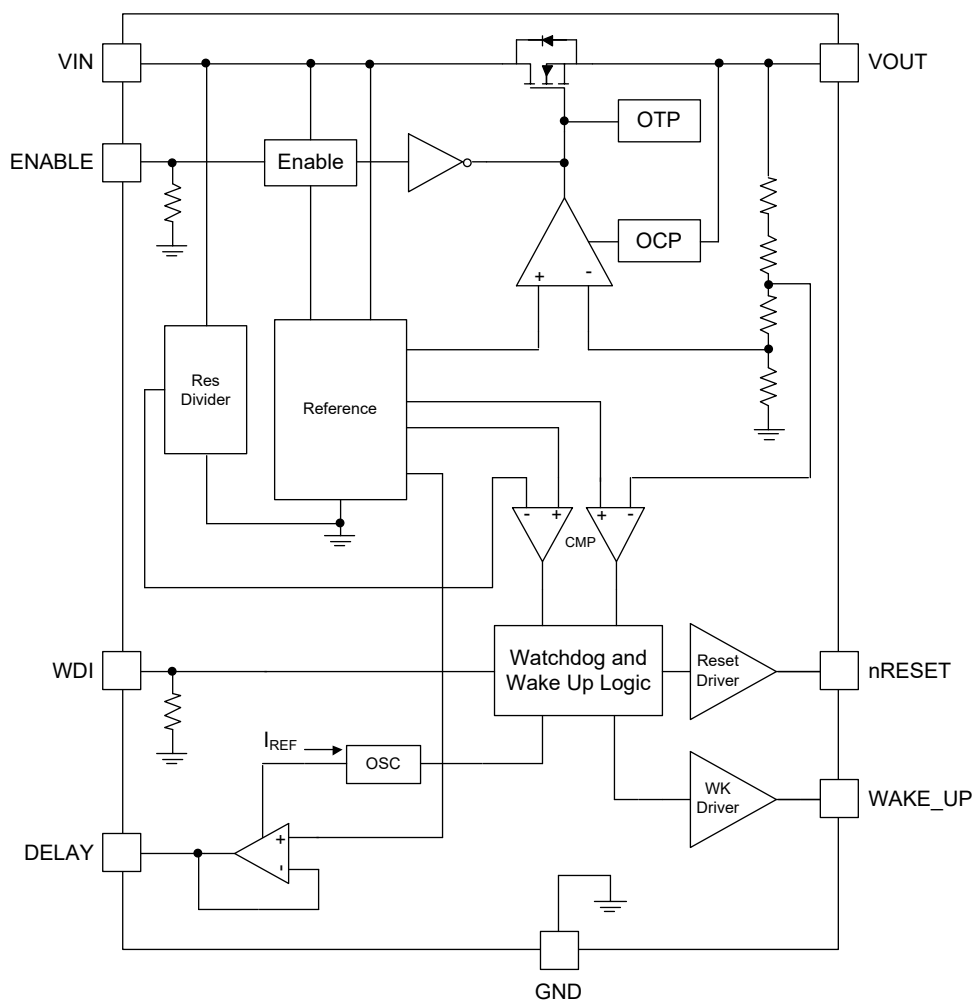 VIN
VOUT
OTP
ENABLE
Enable
OCP
+
-
Res
Divider
Reference
-
+
+
-
CMP
WDI
Watchdog and
Wake Up Logic
Reset
Driver
nRESET
IREF
OSC
WK
Driver
WAKE_UP
DELAY
+
-
GND